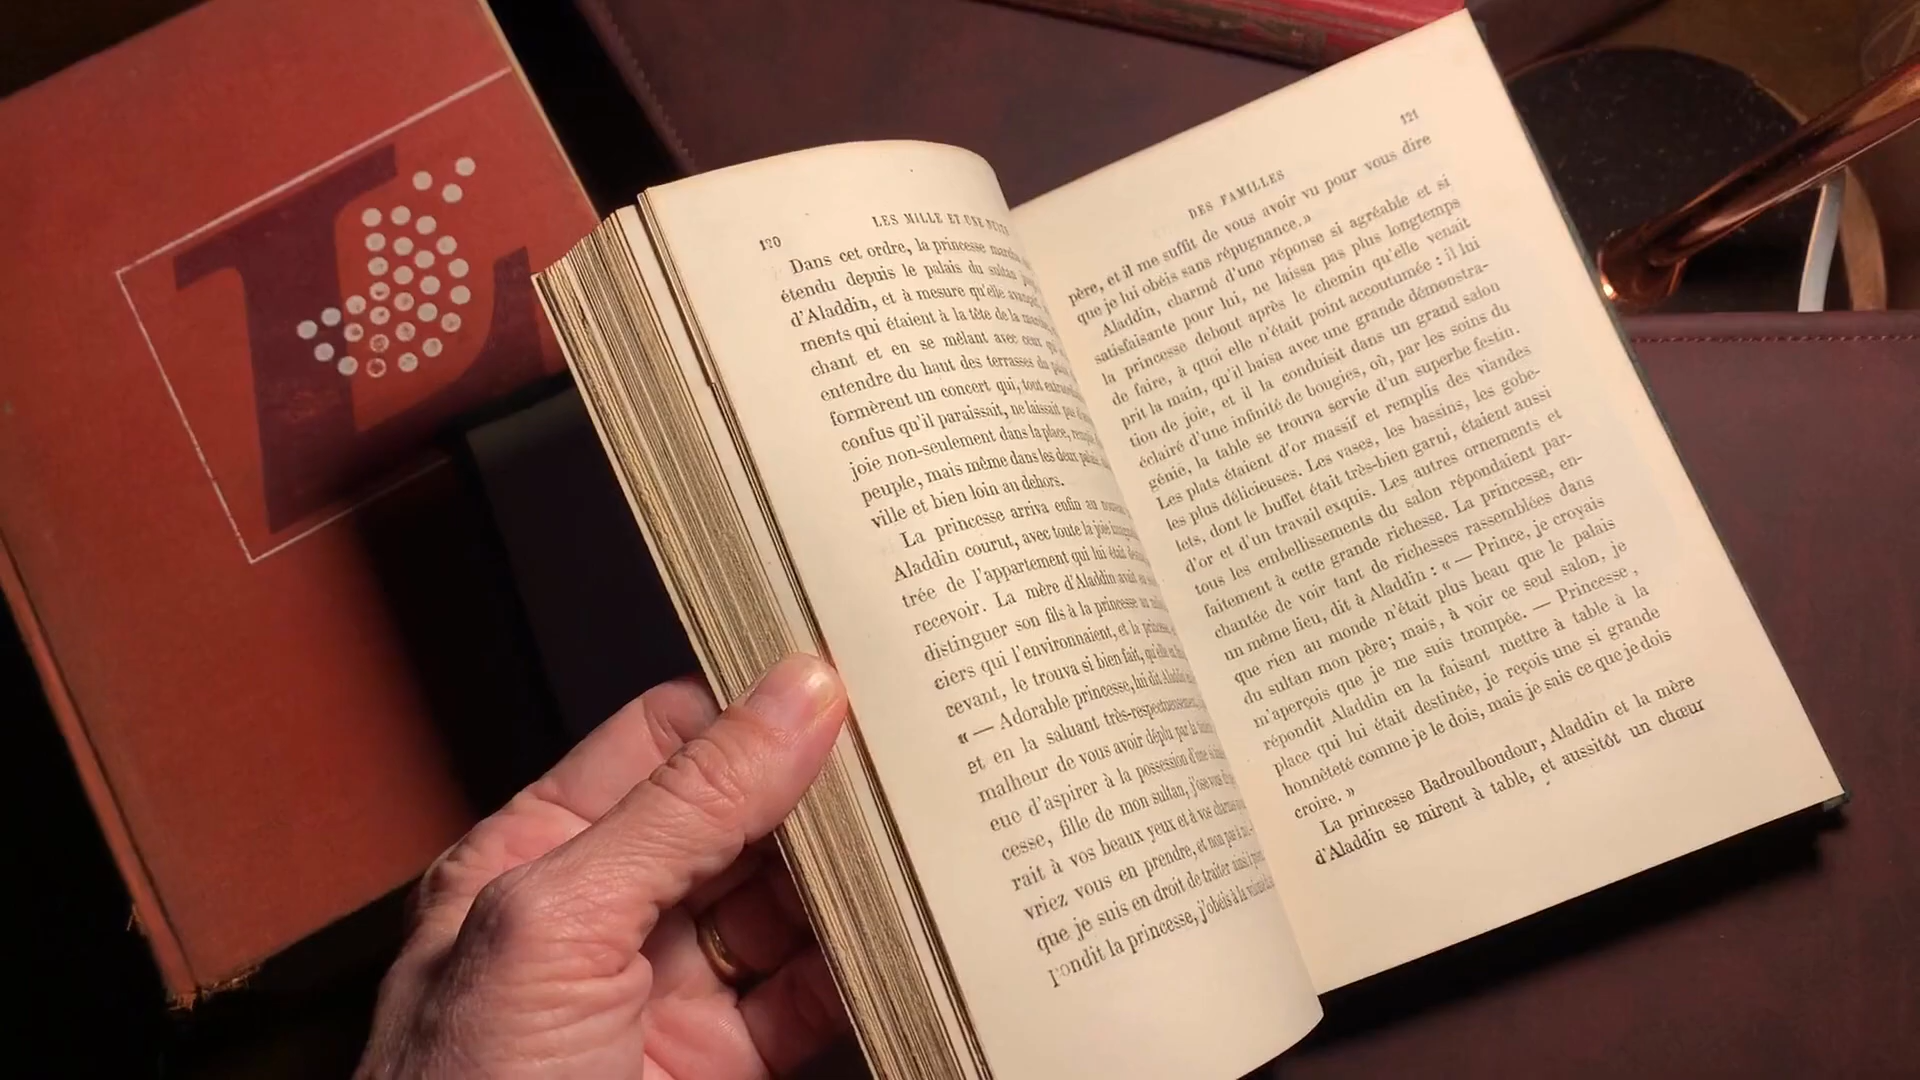 L
120
LES MILLE ET UNE NUITS
Dans cet ordre, la princesse marcha
étendu depuis le palais du sultan
d'Aladdin, et à mesure qu'elle avançait
ments qui étaient à la tête de la marche
chant et en se mêlant avec ceux
entendre du haut des terrasses du
formèrent un concert qui, tout
confus qu'il paraissait, ne laissait pas
joie non-seulement dans la place,
peuple, mais même dans les deux palais
ville et bien loin au dehors.
La princesse arriva enfin au nouveau
Aladdin courut, avec toute la joie
trée de l'appartement qui lui était
recevoir. La mère d'Aladdin avait
distinguer son fils à la princesse
ciers qui l'environnaient, et la princesse,
cevant, le trouva si bien fait, qu'elle
« — Adorable princesse, lui dit Aladdin
et en la saluant très-respectueusement,
malheur de vous avoir déplu par la
eue d'aspirer à la possession d'une
cesse, fille de mon sultan, j'ose vous
rait à vos beaux yeux et à vos charmes
vriez vous en prendre, et non pas à
que je suis en droit de traiter ainsi
pondit la princesse, j'obéis à la
121
DES FAMILLES
père, et il me suffit de vous avoir vu pour vous dire
que je lui obéis sans répugnance. »
Aladdin, charmé d'une réponse si agréable et si
satisfaisante pour lui, ne laissa pas plus longtemps
la princesse debout après le chemin qu'elle venait
de faire, à quoi elle n'était point accoutumée : il lui
prit la main, qu'il baisa avec une grande démonstra-
tion de joie, et il la conduisit dans un grand salon
éclairé d'une infinité de bougies, où, par les soins du
génie, la table se trouva servie d'un superbe festin.
Les plats étaient d'or massif et remplis des viandes
les plus délicieuses. Les vases, les bassins, les gobe-
lets, dont le buffet était très-bien garni, étaient aussi
d'or et d'un travail exquis. Les autres ornements et
tous les embellissements du salon répondaient par-
faitement à cette grande richesse. La princesse, en-
chantée de voir tant de richesses rassemblées dans
un même lieu, dit à Aladdin : « — Prince, je croyais
que rien au monde n'était plus beau que le palais
du sultan mon père; mais, à voir ce seul salon, je
m'aperçois que je me suis trompée. — Princesse,
répondit Aladdin en la faisant mettre à table à la
place qui lui était destinée, je reçois une si grande
honnêteté comme je le dois, mais je sais ce que je dois
croire. »
La princesse Badroulboudour, Aladdin et la mère
d'Aladdin se mirent à table, et aussitôt un chœur